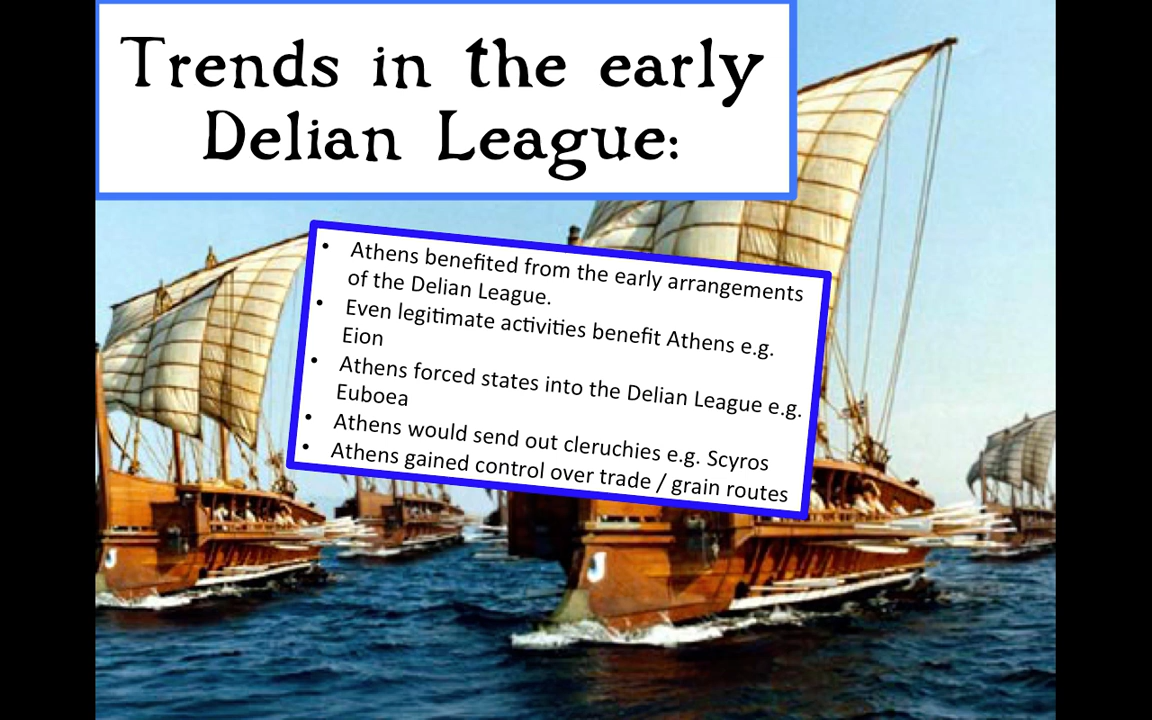 Trends in the early
Delian League:
• Athens benefited from the early arrangements
of the Delian League.
• Even legitimate activities benefit Athens e.g.
Eion
• Athens forced states into the Delian League e.g.
Euboea
• Athens would send out cleruchies e.g. Scyros
• Athens gained control over trade / grain routes